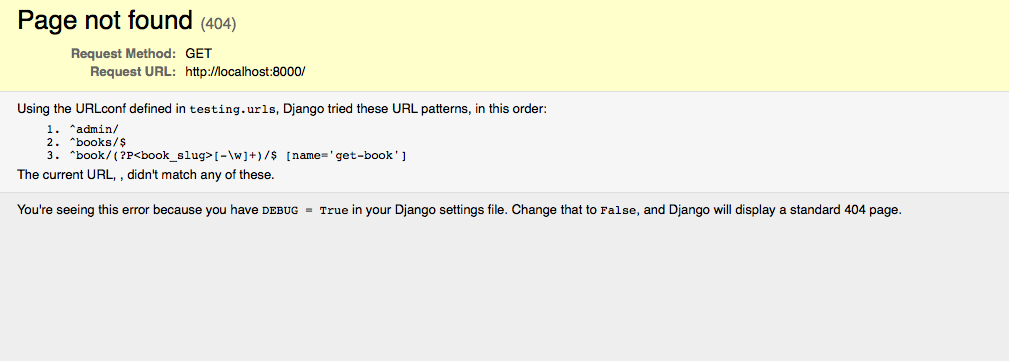 Page not found (404)
Request Method: GET
Request URL: http://localhost:8000/
Using the URLconf defined in testing.urls, Django tried these URL patterns, in this order:
1. ^admin/
2. ^books/$
3. ^book/(?P<book_slug>[-\w]+)/$ [name='get-book']
The current URL, , didn't match any of these.
You're seeing this error because you have DEBUG = True in your Django settings file. Change that to False, and Django will display a standard 404 page.